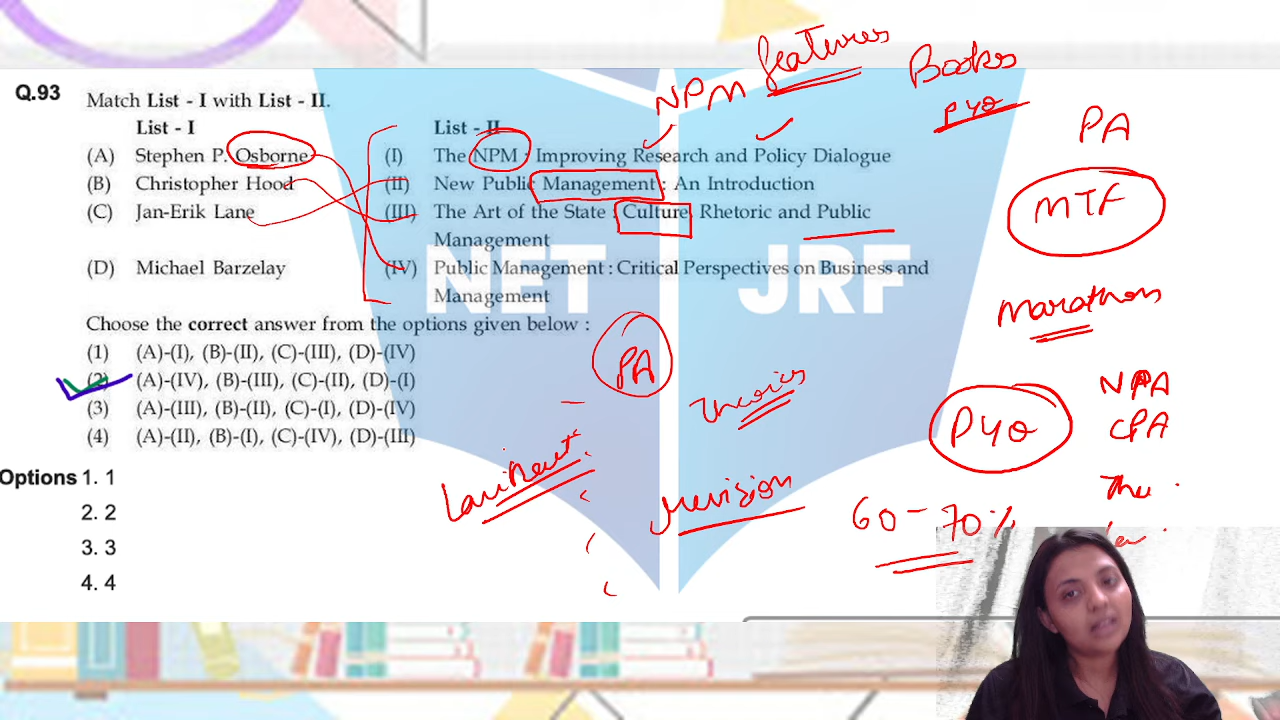 Q.93 Match List - I with List - II.
List - I List - II
(A) Stephen P. Osborne (I) The NPM : Improving Research and Policy Dialogue
(B) Christopher Hood (II) New Public Management : An Introduction
(C) Jan-Erik Lane (III) The Art of the State : Culture, Rhetoric and Public
Management
(D) Michael Barzelay (IV) Public Management : Critical Perspectives on Business and
Management
Choose the correct answer from the options given below :
(1) (A)-(I), (B)-(II), (C)-(III), (D)-(IV)
(2) (A)-(IV), (B)-(III), (C)-(II), (D)-(I)
(3) (A)-(III), (B)-(II), (C)-(I), (D)-(IV)
(4) (A)-(II), (B)-(I), (C)-(IV), (D)-(III)
Options 1. 1
2. 2
3. 3
4. 4
NET JRF
NPM features
Books
PYQ
PA
MTF
Marathon
PA
Theories
PYQ
NPA
CPA
revision
60-70%